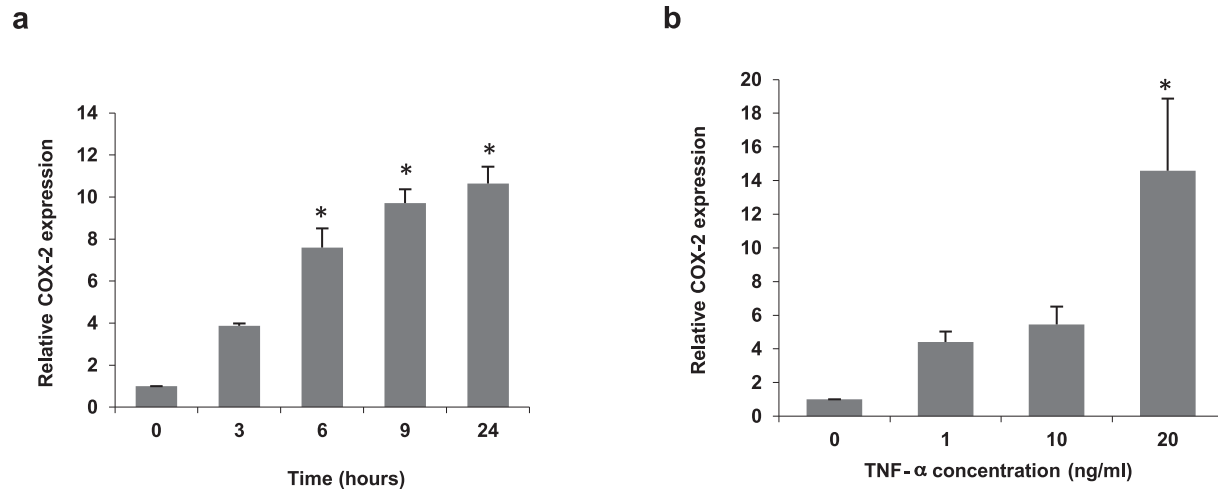 a
14
12
10
8
6
4
2
0
Relative COX-2 expression
* * *
0 3 6 9 24
Time (hours)
b
20
18
16
14
12
10
8
6
4
2
0
Relative COX-2 expression
*
0 1 10 20
TNF-α concentration (ng/ml)